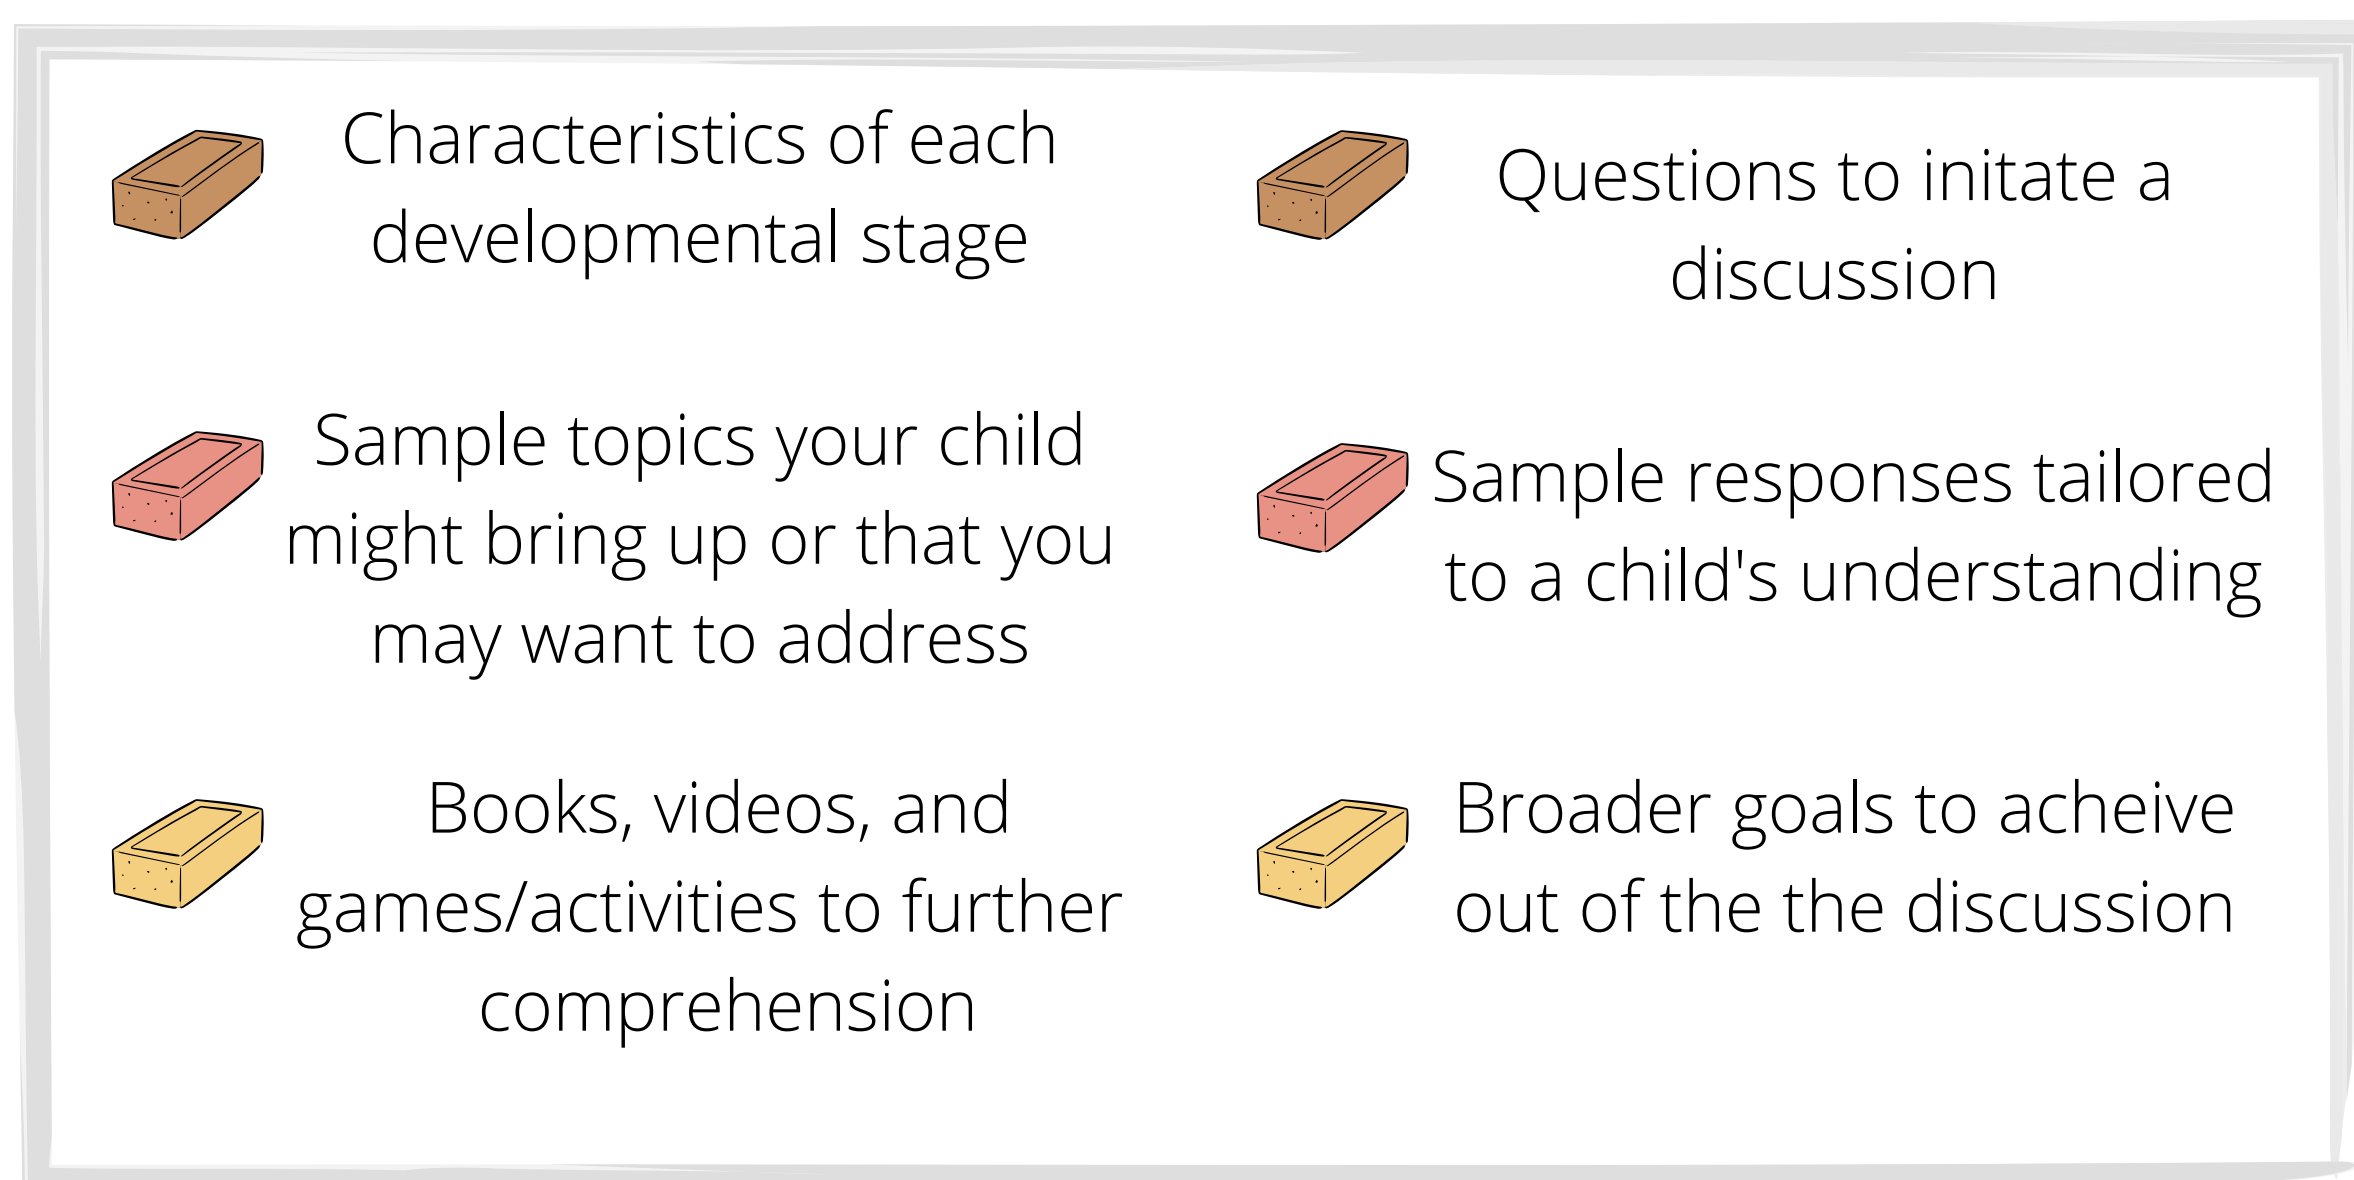 Characteristics of each
developmental stage
Questions to initate a
discussion
Sample topics your child
might bring up or that you
may want to address
Sample responses tailored
to a child's understanding
Books, videos, and
games/activities to further
comprehension
Broader goals to acheive
out of the the discussion